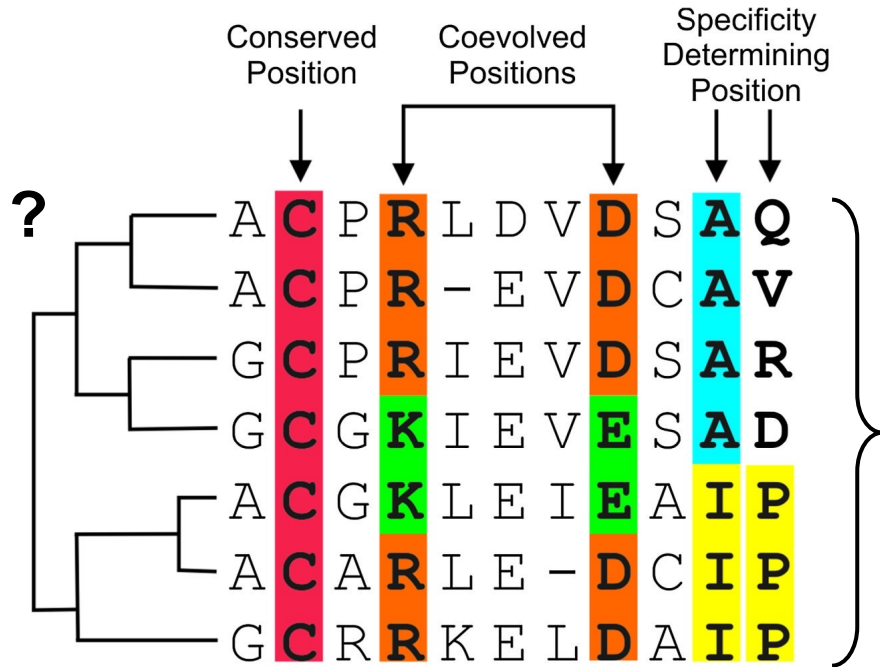 Conserved
Position
Coevolved
Positions
Specificity
Determining
Position
?
A C P R L D V D S A Q
A C P R - E V D C A V
G C P R I E V D S A R
G C G K I E V E S A D
A C G K L E I E A I P
A C A R L E - D C I P
G C R R K E L D A I P